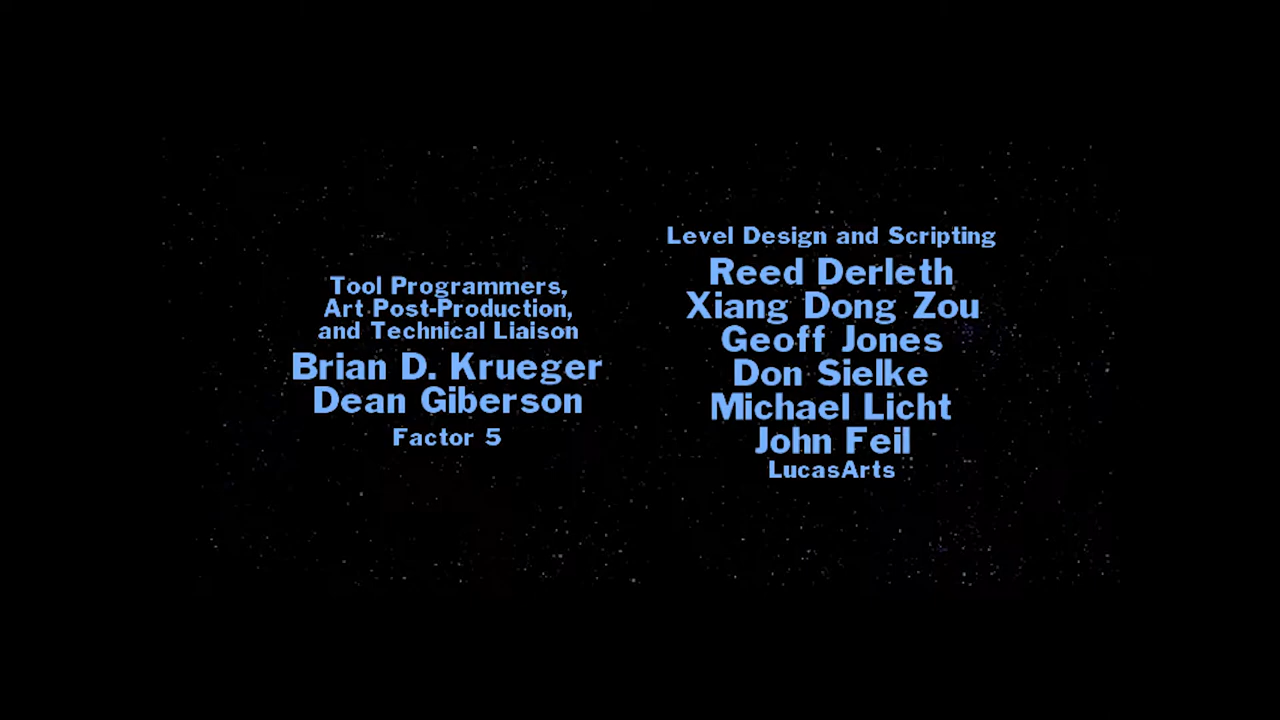 Tool Programmers,
Art Post-Production,
and Technical Liaison
Brian D. Krueger
Dean Giberson
Factor 5
Level Design and Scripting
Reed Derleth
Xiang Dong Zou
Geoff Jones
Don Sielke
Michael Licht
John Feil
LucasArts